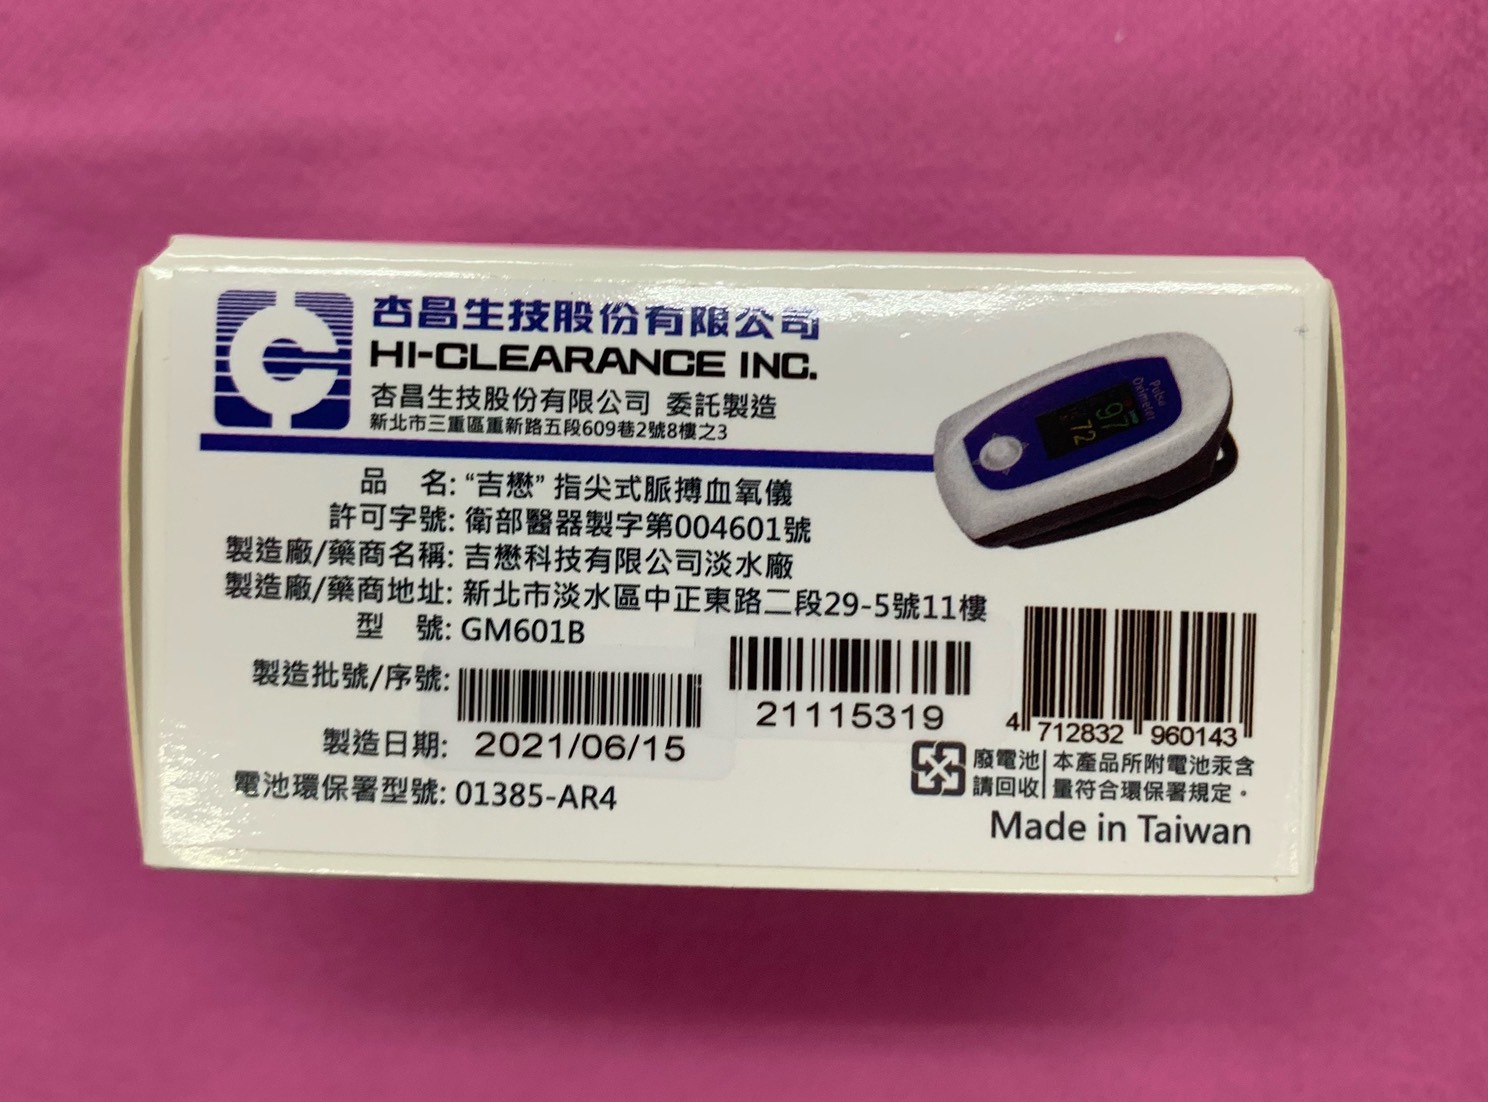 杏昌生技股份有限公司
HI-CLEARANCE INC.
杏昌生技股份有限公司 委託製造
新北市三重區重新路五段609巷2號8樓之3
Pulse
Oximeter
97
72
品 名: “吉懋” 指尖式脈搏血氧儀
許可字號: 衛部醫器製字第004601號
製造廠/藥商名稱: 吉懋科技有限公司淡水廠
製造廠/藥商地址: 新北市淡水區中正東路二段29-5號11樓
型 號: GM601B
製造批號/序號:
21115319
4 712832 960143
製造日期: 2021/06/15
電池環保署型號: 01385-AR4
廢電池
請回收
本產品所附電池汞含
量符合環保署規定。
Made in Taiwan